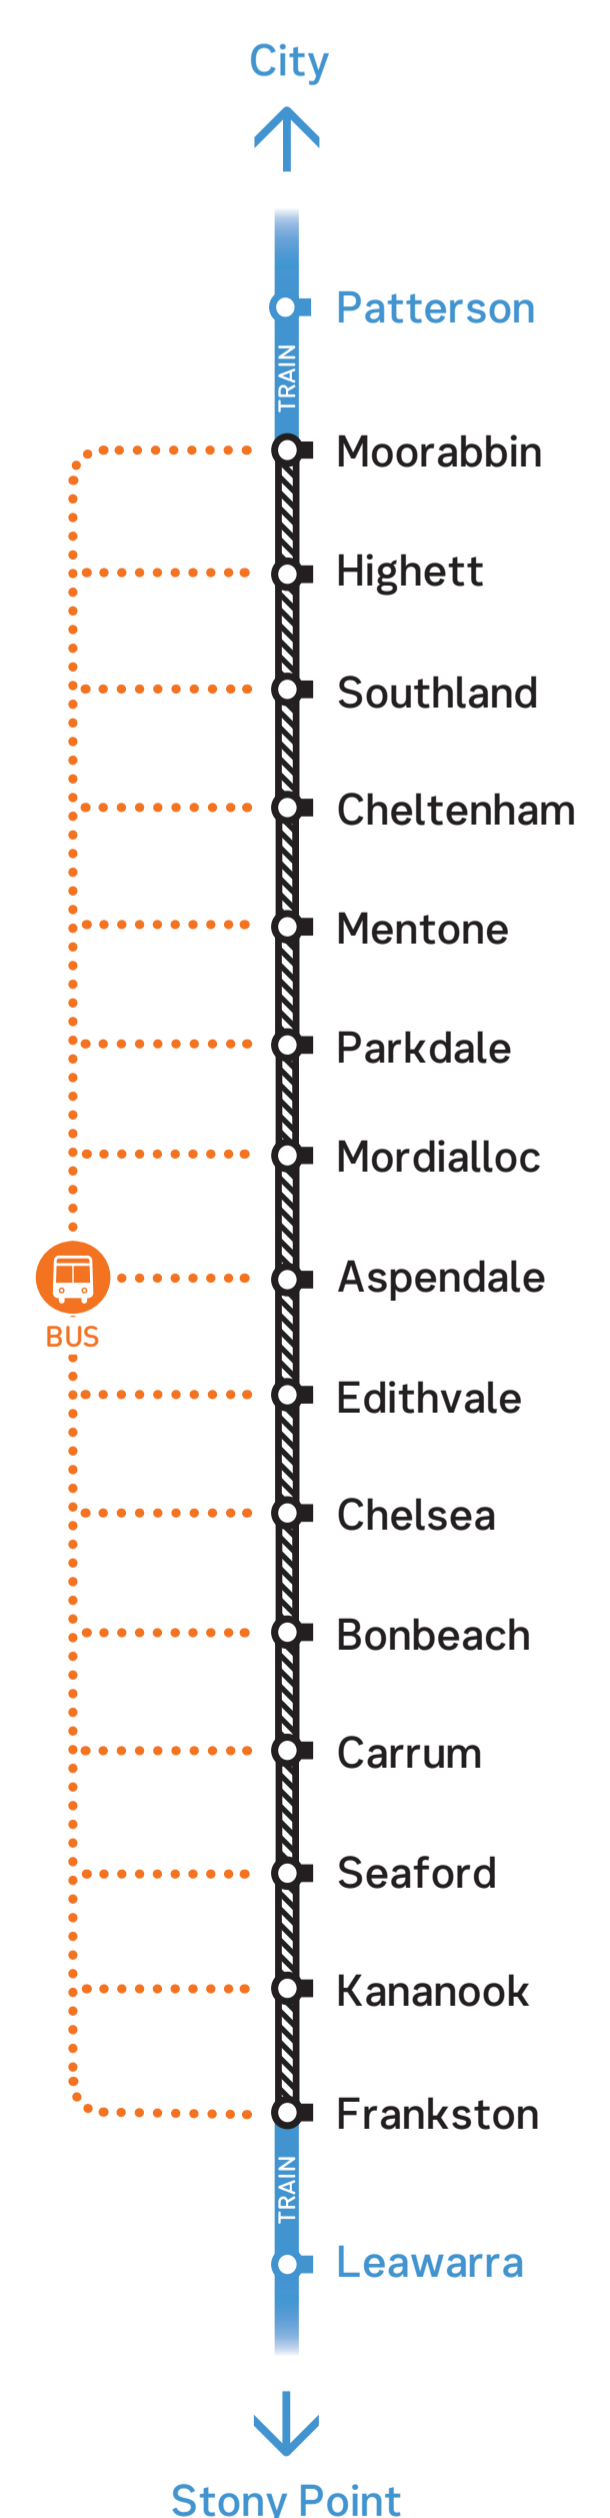 City
Patterson
TRAIN
Moorabbin
Highett
Southland
Cheltenham
Mentone
Parkdale
Mordialloc
Aspendale
BUS
Edithvale
Chelsea
Bonbeach
Carrum
Seaford
Kananook
Frankston
TRAIN
Leawarra
Stony Point